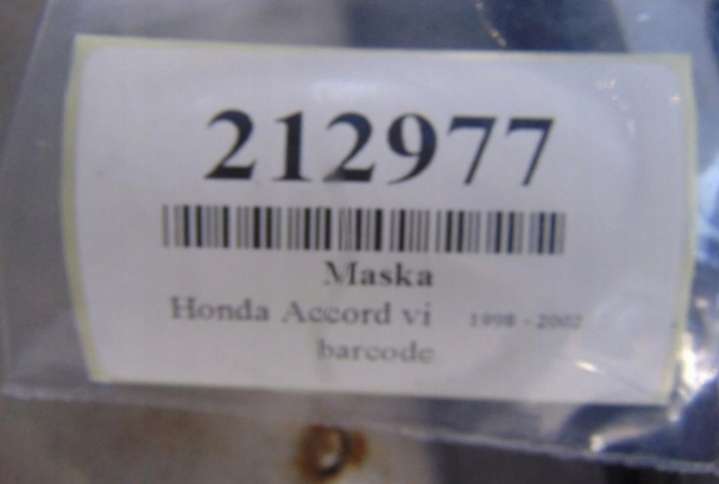 212977
Maska
Honda Accord vi 1998 - 2002
barcode